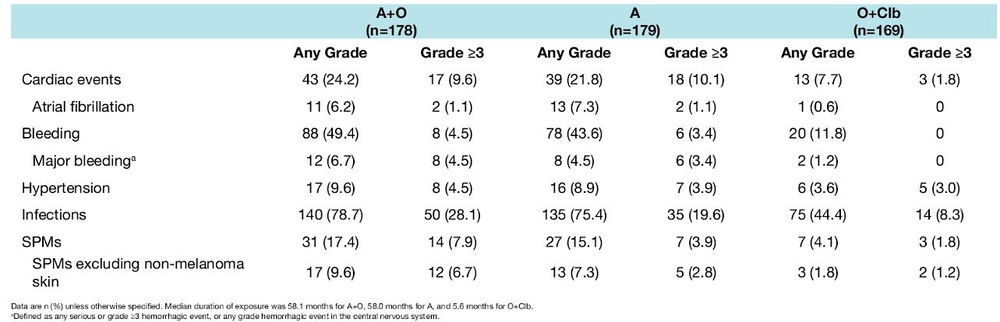 A+O A O+Clb
(n=178) (n=179) (n=169)
Any Grade Grade ≥3 Any Grade Grade ≥3 Any Grade Grade ≥3
Cardiac events 43 (24.2) 17 (9.6) 39 (21.8) 18 (10.1) 13 (7.7) 3 (1.8)
Atrial fibrillation 11 (6.2) 2 (1.1) 13 (7.3) 2 (1.1) 1 (0.6) 0
Bleeding 88 (49.4) 8 (4.5) 78 (43.6) 6 (3.4) 20 (11.8) 0
Major bleedingᵃ 12 (6.7) 8 (4.5) 8 (4.5) 6 (3.4) 2 (1.2) 0
Hypertension 17 (9.6) 8 (4.5) 16 (8.9) 7 (3.9) 6 (3.6) 5 (3.0)
Infections 140 (78.7) 50 (28.1) 135 (75.4) 35 (19.6) 75 (44.4) 14 (8.3)
SPMs 31 (17.4) 14 (7.9) 27 (15.1) 7 (3.9) 7 (4.1) 3 (1.8)
SPMs excluding non-melanoma
skin 17 (9.6) 12 (6.7) 13 (7.3) 5 (2.8) 3 (1.8) 2 (1.2)
Data are n (%) unless otherwise specified. Median duration of exposure was 58.1 months for A+O, 58.0 months for A, and 5.6 months for O+Clb.
ᵃDefined as any serious or grade ≥3 hemorrhagic event, or any grade hemorrhagic event in the central nervous system.